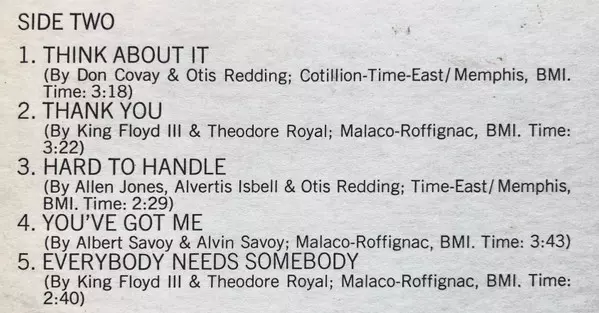 SIDE TWO
1. THINK ABOUT IT
(By Don Covay & Otis Redding; Cotillion-Time-East/Memphis, BMI.
Time: 3:18)
2. THANK YOU
(By King Floyd III & Theodore Royal; Malaco-Roffignac, BMI. Time:
3:22)
3. HARD TO HANDLE
(By Allen Jones, Alvertis Isbell & Otis Redding; Time-East/Memphis,
BMI. Time: 2:29)
4. YOU'VE GOT ME
(By Albert Savoy & Alvin Savoy; Malaco-Roffignac, BMI. Time: 3:43)
5. EVERYBODY NEEDS SOMEBODY
(By King Floyd III & Theodore Royal; Malaco-Roffignac, BMI. Time:
2:40)